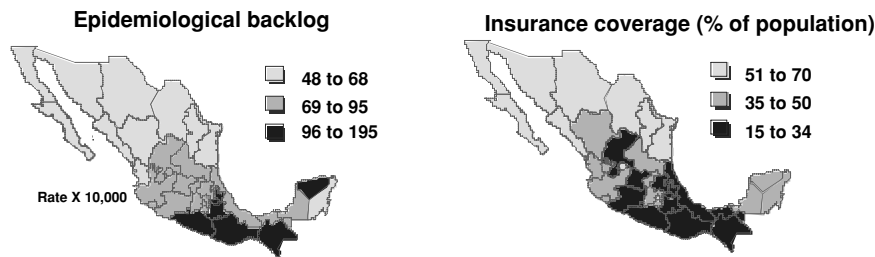 Epidemiological backlog
48 to 68
69 to 95
96 to 195
Rate X 10,000
Insurance coverage (% of population)
51 to 70
35 to 50
15 to 34